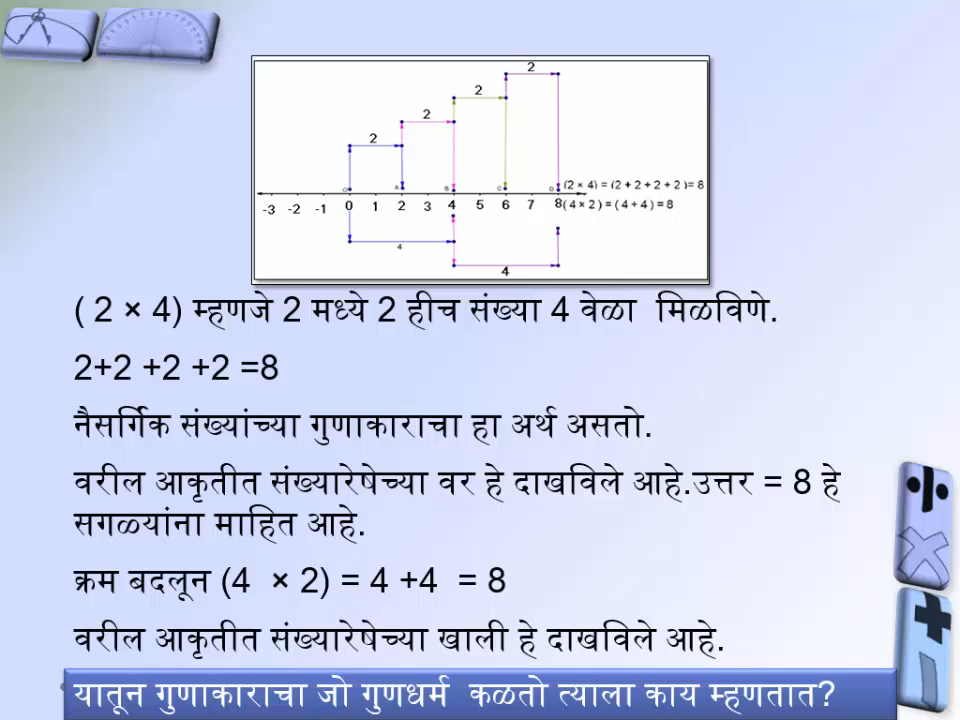 2
2
2
2
O A B C D
(2 × 4) = (2 + 2 + 2 + 2 )= 8
-3 -2 -1 0 1 2 3 4 5 6 7 8
( 4 × 2 ) = ( 4 + 4 ) = 8
4
4
( 2 × 4) म्हणजे 2 मध्ये 2 हीच संख्या 4 वेळा मिळविणे.
2+2 +2 +2 =8
नैसर्गिक संख्यांच्या गुणाकाराचा हा अर्थ असतो.
वरील आकृतीत संख्यारेषेच्या वर हे दाखविले आहे.उत्तर = 8 हे
सगळ्यांना माहित आहे.
क्रम बदलून (4 × 2) = 4 +4 = 8
वरील आकृतीत संख्यारेषेच्या खाली हे दाखविले आहे.
यातून गुणाकाराचा जो गुणधर्म कळतो त्याला काय म्हणतात?